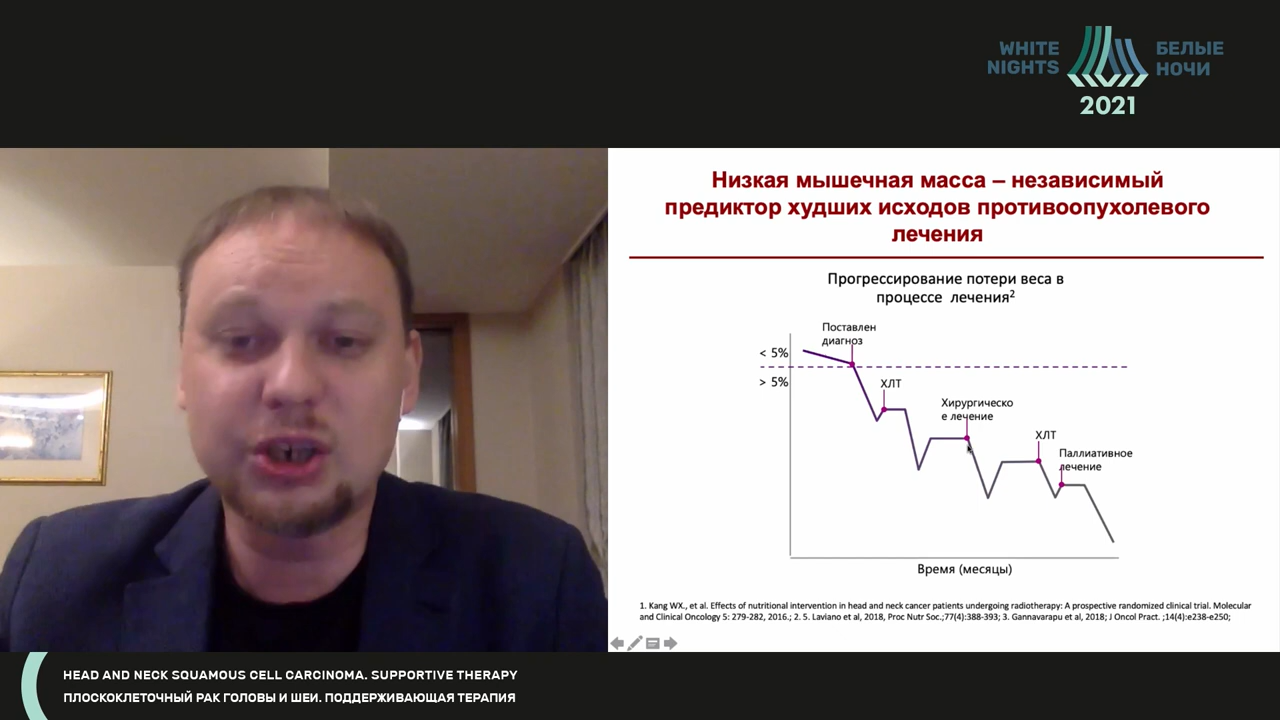 WHITE
NIGHTS
БЕЛЫЕ
НОЧИ
2021
Низкая мышечная масса – независимый
предиктор худших исходов противоопухолевого
лечения
Прогрессирование потери веса в
процессе лечения2
Поставлен
диагноз
< 5%
> 5%
ХЛТ
Хирургическо
е лечение
ХЛТ
Паллиативное
лечение
Время (месяцы)
1. Kang WX., et al. Effects of nutritional intervention in head and neck cancer patients undergoing radiotherapy: A prospective randomized clinical trial. Molecular
and Clinical Oncology 5: 279-282, 2016.; 2. 5. Laviano et al, 2018, Proc Nutr Soc.;77(4):388-393; 3. Gannavarapu et al, 2018; J Oncol Pract. ;14(4):e238-e250;
HEAD AND NECK SQUAMOUS CELL CARCINOMA. SUPPORTIVE THERAPY
ПЛОСКОКЛЕТОЧНЫЙ РАК ГОЛОВЫ И ШЕИ. ПОДДЕРЖИВАЮЩАЯ ТЕРАПИЯ